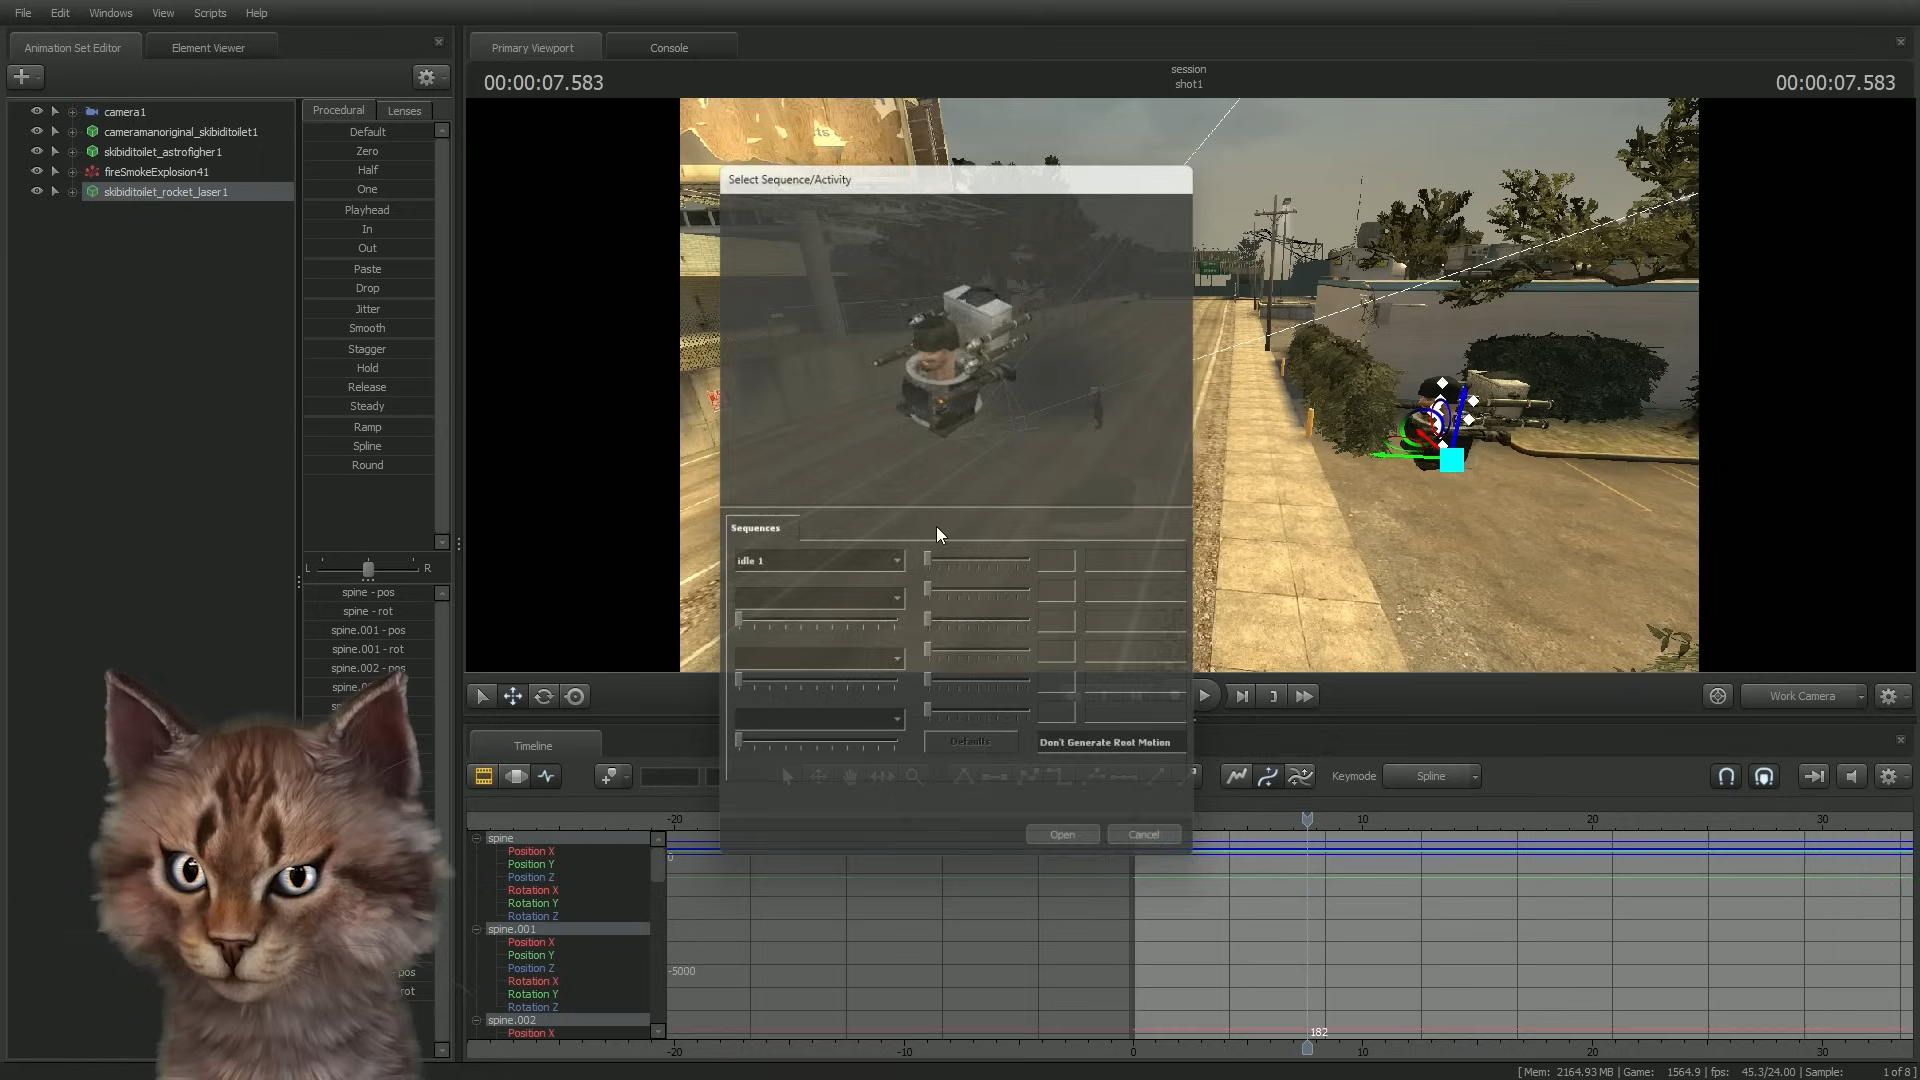 File Edit Windows View Scripts Help
Animation Set Editor Element Viewer
Primary Viewport Console
00:00:07.583
session
shot1
00:00:07.583
camera1
cameramanoriginal_skibiditoilet1
skibiditoilet_astrofigher1
fireSmokeExplosion41
skibiditoilet_rocket_laser1
Procedural Lenses
Default
Zero
Half
One
Playhead
In
Out
Paste
Drop
Jitter
Smooth
Stagger
Hold
Release
Steady
Ramp
Spline
Round
L R
spine - pos
spine - rot
spine.001 - pos
spine.001 - rot
spine.002 - pos
- pos
rot
Select Sequence/Activity
Sequences
idle 1
Defaults Don't Generate Root Motion
Open Cancel
Work Camera
Timeline
Keymode Spline
-20 10 20 30
spine
Position X
Position Y
Position Z
Rotation X
Rotation Y
Rotation Z
spine.001
Position X
Position Y
Position Z
Rotation X
Rotation Y
Rotation Z
spine.002
Position X
0
-5000
182
-20 -10 0 10 20 30
[ Mem: 2164.93 MB | Game: 1564.9 | fps: 45.3/24.00 | Sample: 1 of 8 ]